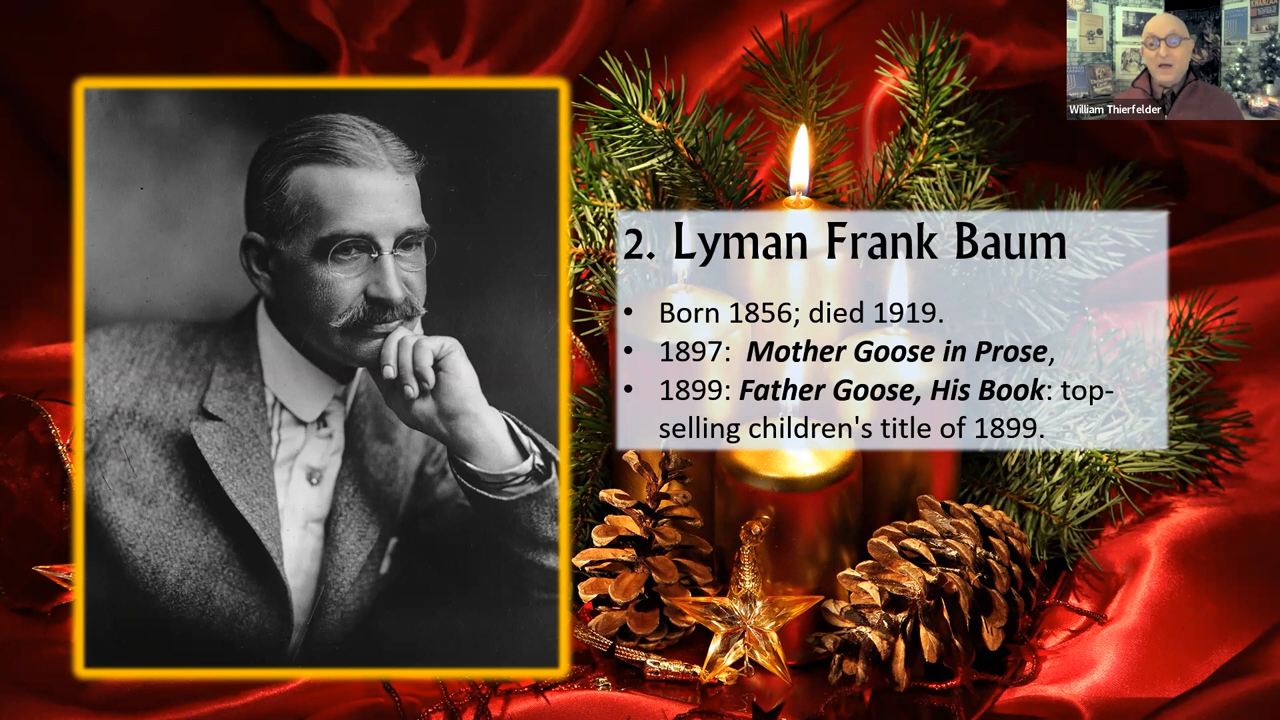 William Thierfelder
2. Lyman Frank Baum
• Born 1856; died 1919.
• 1897: Mother Goose in Prose,
• 1899: Father Goose, His Book: top-
selling children's title of 1899.